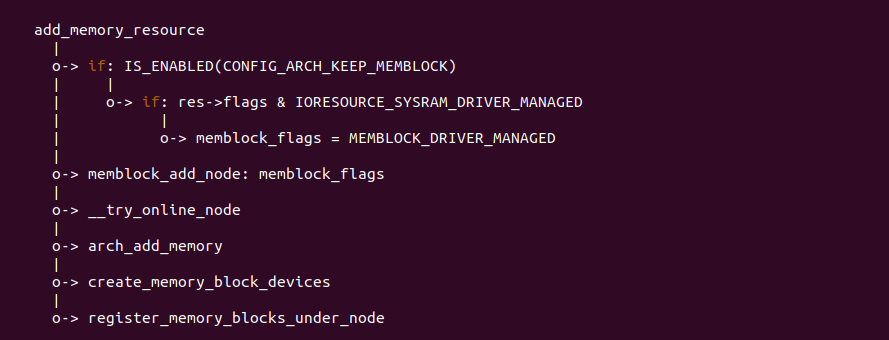 add_memory_resource
  |
  o-> if: IS_ENABLED(CONFIG_ARCH_KEEP_MEMBLOCK)
  |     |
  |     o-> if: res->flags & IORESOURCE_SYSRAM_DRIVER_MANAGED
  |           |
  |           o-> memblock_flags = MEMBLOCK_DRIVER_MANAGED
  |
  o-> memblock_add_node: memblock_flags
  |
  o-> __try_online_node
  |
  o-> arch_add_memory
  |
  o-> create_memory_block_devices
  |
  o-> register_memory_blocks_under_node